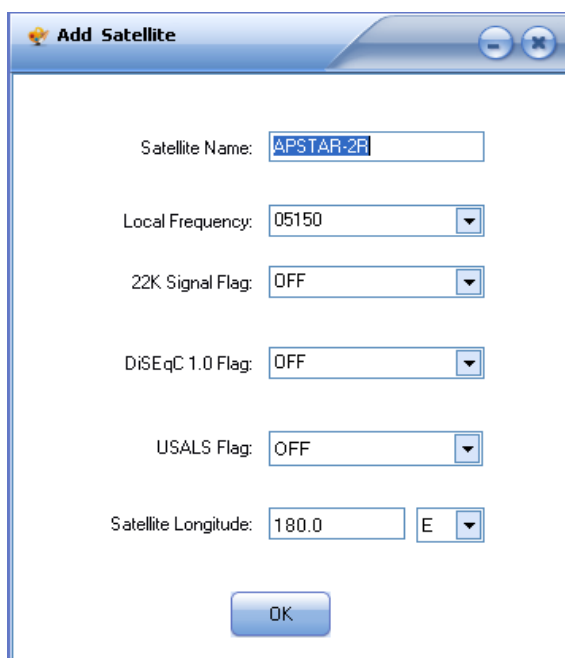 Add Satellite
Satellite Name: APSTAR-2R
Local Frequency: 05150
22K Signal Flag: OFF
DiSEqC 1.0 Flag: OFF
USALS Flag: OFF
Satellite Longitude: 180.0 E
OK